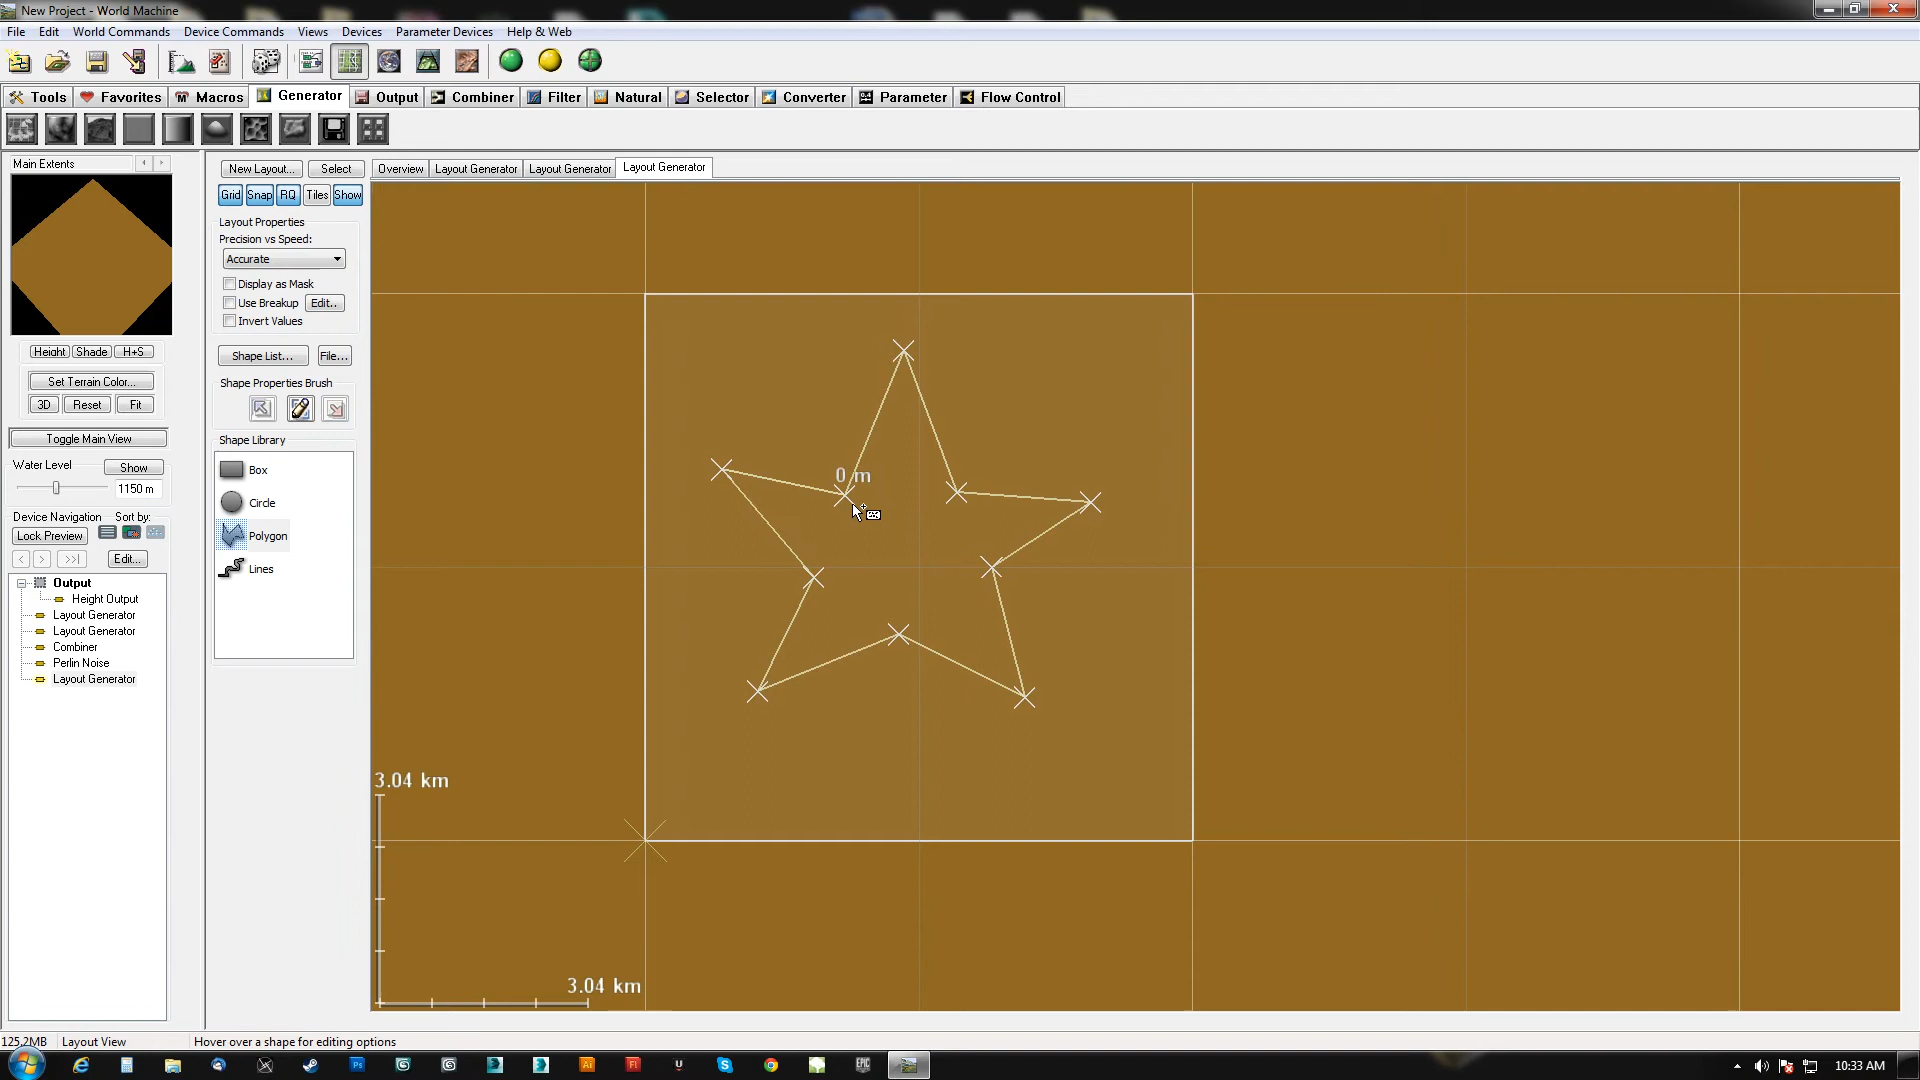 New Project - World Machine
File Edit World Commands Device Commands Views Devices Parameter Devices Help & Web
Tools Favorites Macros Generator Output Combiner Filter Natural Selector Converter Parameter Flow Control
Main Extents
Height Shade H+S
Set Terrain Color...
3D Reset Fit
Toggle Main View
Water Level Show
1150 m
Device Navigation Sort by:
Lock Preview
< > >>| Edit...
Output
Height Output
Layout Generator
Layout Generator
Combiner
Perlin Noise
Layout Generator
New Layout... Select
Grid Snap RQ Tiles Show
Layout Properties
Precision vs Speed:
Accurate
Display as Mask
Use Breakup Edit..
Invert Values
Shape List... File...
Shape Properties Brush
Shape Library
Box
Circle
Polygon
Lines
Overview Layout Generator Layout Generator Layout Generator
0 m
3.04 km
3.04 km
125.2MB Layout View Hover over a shape for editing options
Ps Ai Fl EPIC 10:33 AM